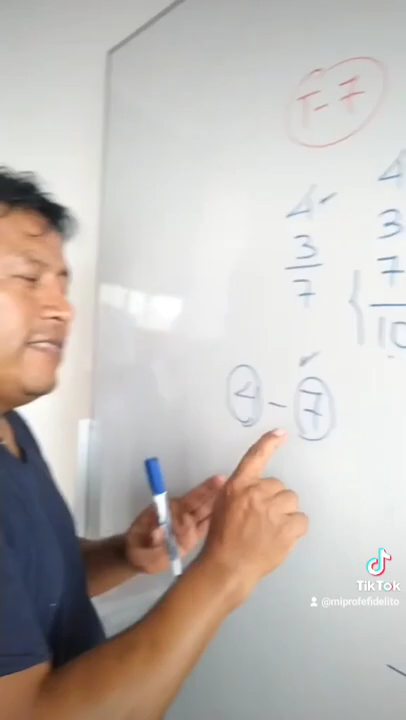 T-7
4 ✓
3
7
4
3
7
10
✓
4 - 7
TikTok
@miprofefidelito